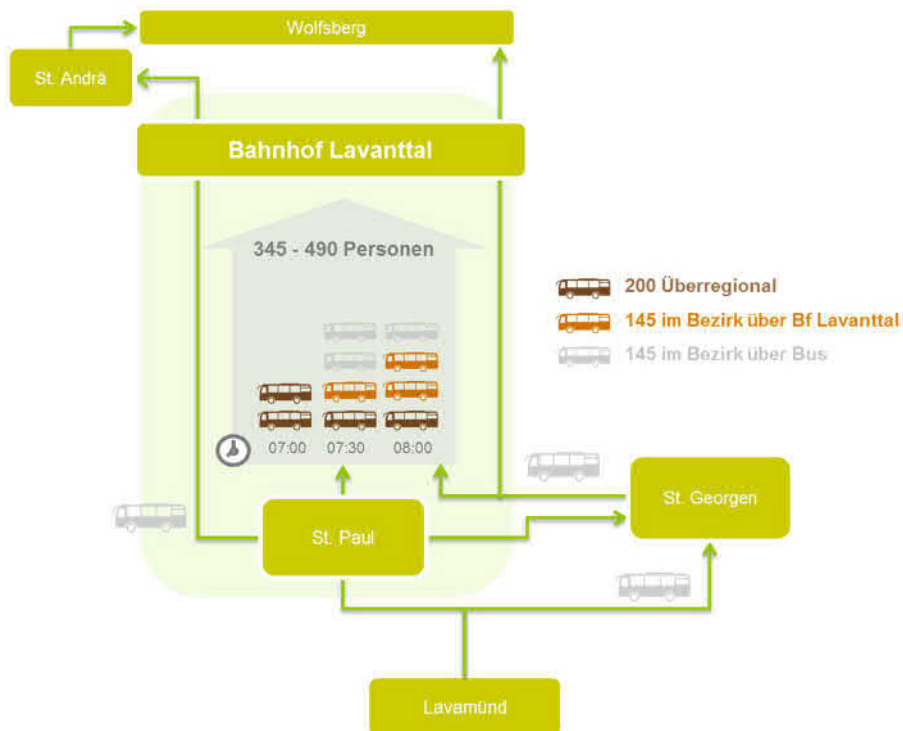 Wolfsberg
St. Andrä
Bahnhof Lavanttal
345 - 490 Personen
200 Überregional
145 im Bezirk über Bf Lavanttal
145 im Bezirk über Bus
07:00 07:30 08:00
St. Georgen
St. Paul
Lavamünd